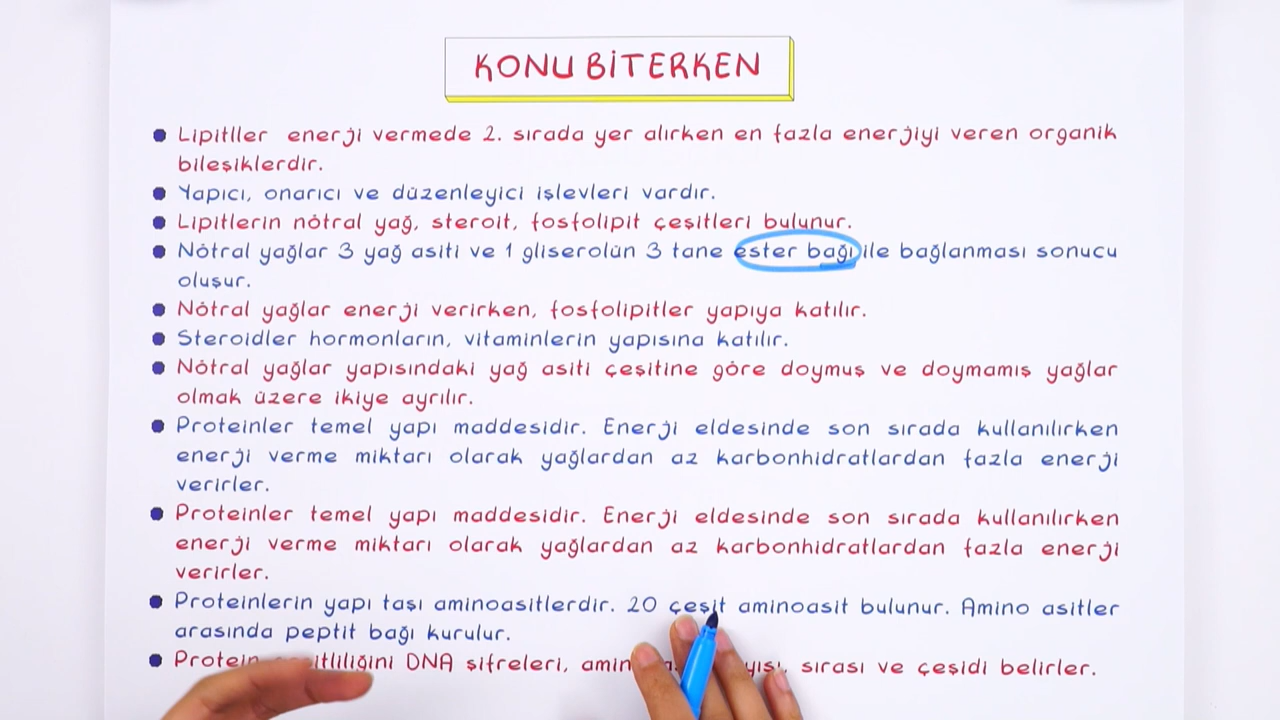 KONU BİTERKEN
Lipitller enerji vermede 2. sırada yer alırken en fazla enerjiyi veren organik
bileşiklerdir.
Yapıcı, onarıcı ve düzenleyici işlevleri vardır.
Lipitlerin nötral yağ, steroit, fosfolipit çeşitleri bulunur.
Nötral yağlar 3 yağ asiti ve 1 gliserolün 3 tane ester bağı ile bağlanması sonucu
oluşur.
Nötral yağlar enerji verirken, fosfolipitler yapıya katılır.
Steroidler hormonların, vitaminlerin yapısına katılır.
Nötral yağlar yapısındaki yağ asiti çeşitine göre doymuş ve doymamış yağlar
olmak üzere ikiye ayrılır.
Proteinler temel yapı maddesidir. Enerji eldesinde son sırada kullanılırken
enerji verme miktarı olarak yağlardan az karbonhidratlardan fazla enerji
verirler.
Proteinler temel yapı maddesidir. Enerji eldesinde son sırada kullanılırken
enerji verme miktarı olarak yağlardan az karbonhidratlardan fazla enerji
verirler.
Proteinlerin yapı taşı aminoasitlerdir. 20 çeşit aminoasit bulunur. Amino asitler
arasında peptit bağı kurulur.
Protein DNA şifreleri, sırası ve çeşidi belirler.